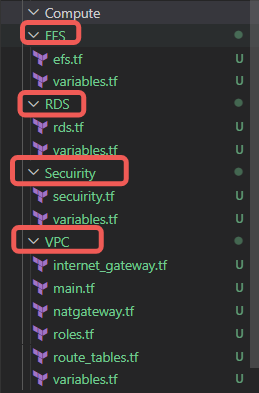 Compute
EFS
efs.tf U
variables.tf U
RDS
rds.tf U
variables.tf U
Secuirity
secuirity.tf U
variables.tf U
VPC
internet_gateway.tf U
main.tf U
natgateway.tf U
roles.tf U
route_tables.tf U
variables.tf U